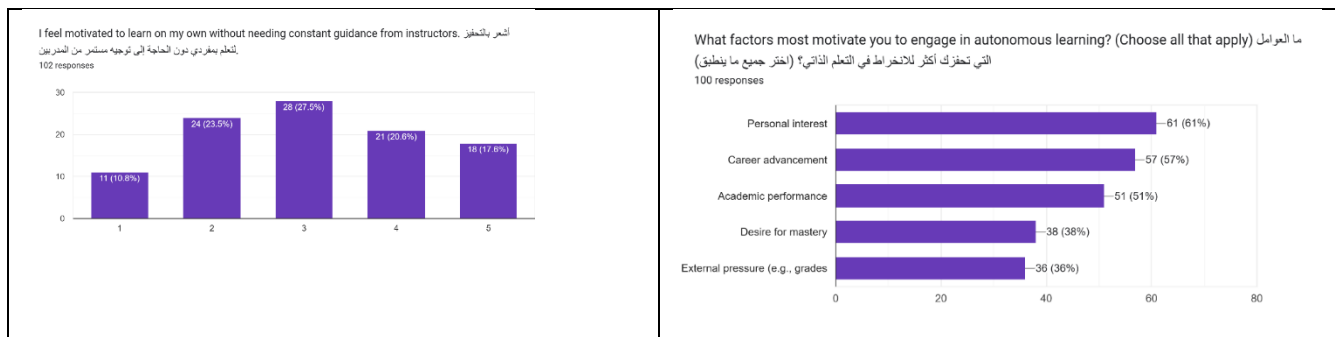 I feel motivated to learn on my own without needing constant guidance from instructors. أشعر بالتحفيز
للتعلم بمفردي دون الحاجة إلى توجيه مستمر من المدربين.
102 responses
30
20
10
0
11 (10.8%)
24 (23.5%)
28 (27.5%)
21 (20.6%)
18 (17.6%)
1
2
3
4
5
What factors most motivate you to engage in autonomous learning? (Choose all that apply) ما العوامل
التي تحفزك أكثر للانخراط في التعلم الذاتي؟ (اختر جميع ما ينطبق)
100 responses
Personal interest
61 (61%)
Career advancement
57 (57%)
Academic performance
51 (51%)
Desire for mastery
38 (38%)
External pressure (e.g., grades
36 (36%)
0
20
40
60
80